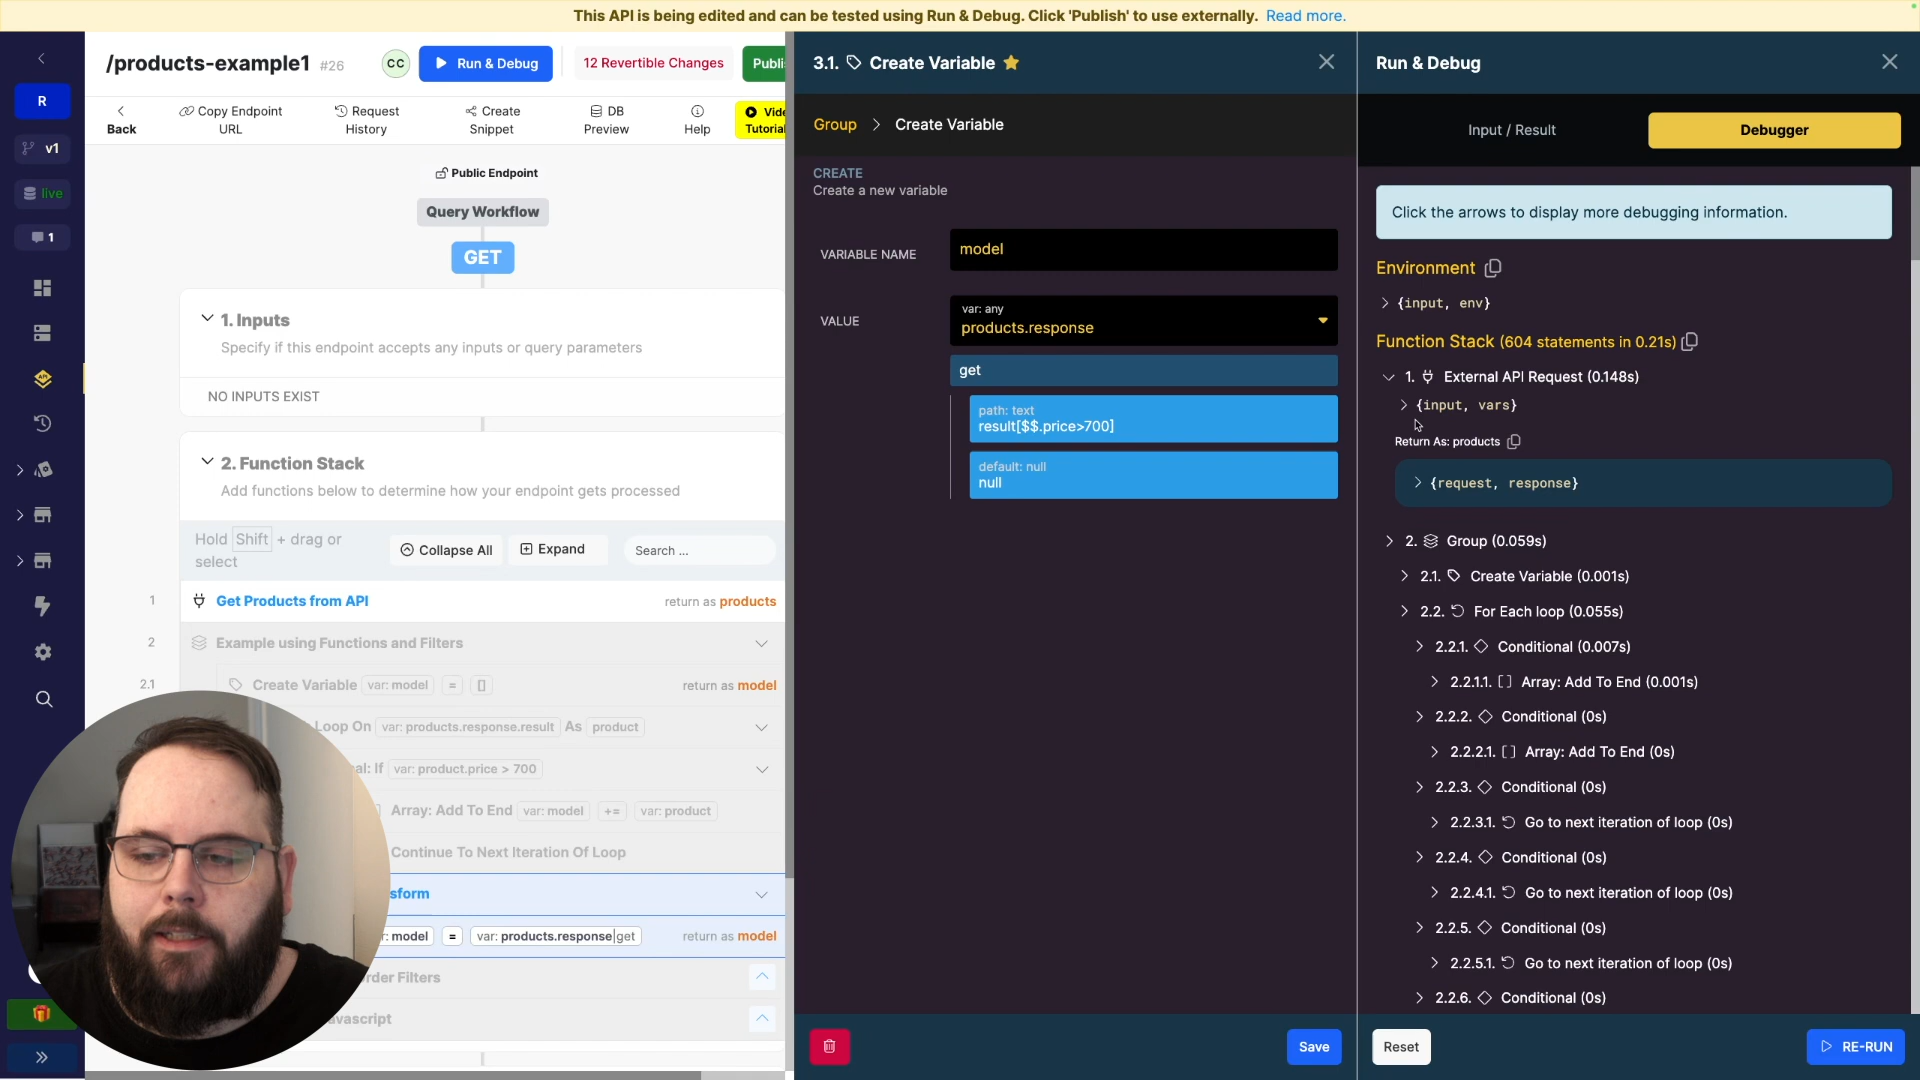 This API is being edited and can be tested using Run & Debug. Click 'Publish' to use externally. Read more.
R
v1
live
1
/products-example1 #26
CC
Run & Debug
12 Revertible Changes
Back
Copy Endpoint
URL
Request
History
Create
Snippet
DB
Preview
Help
Public Endpoint
Query Workflow
GET
1. Inputs
Specify if this endpoint accepts any inputs or query parameters
NO INPUTS EXIST
2. Function Stack
Add functions below to determine how your endpoint gets processed
Hold Shift + drag or
select
Collapse All
Expand
Search ...
1 Get Products from API return as products
2 Example using Functions and Filters
2.1 Create Variable var: model = [] return as model
Loop On var: products.response.result As product
If var: product.price > 700
Array: Add To End var: model += var: product
Continue To Next Iteration Of Loop
model = var: products.response|get return as model
Filters
3.1. Create Variable
Group > Create Variable
CREATE
Create a new variable
VARIABLE NAME
model
VALUE
var: any
products.response
get
path: text
result[$$.price>700]
default: null
null
Save
Run & Debug
Input / Result
Debugger
Click the arrows to display more debugging information.
Environment
{input, env}
Function Stack (604 statements in 0.21s)
1. External API Request (0.148s)
{input, vars}
Return As: products
{request, response}
2. Group (0.059s)
2.1. Create Variable (0.001s)
2.2. For Each loop (0.055s)
2.2.1. Conditional (0.007s)
2.2.1.1. [] Array: Add To End (0.001s)
2.2.2. Conditional (0s)
2.2.2.1. [] Array: Add To End (0s)
2.2.3. Conditional (0s)
2.2.3.1. Go to next iteration of loop (0s)
2.2.4. Conditional (0s)
2.2.4.1. Go to next iteration of loop (0s)
2.2.5. Conditional (0s)
2.2.5.1. Go to next iteration of loop (0s)
2.2.6. Conditional (0s)
Reset
RE-RUN